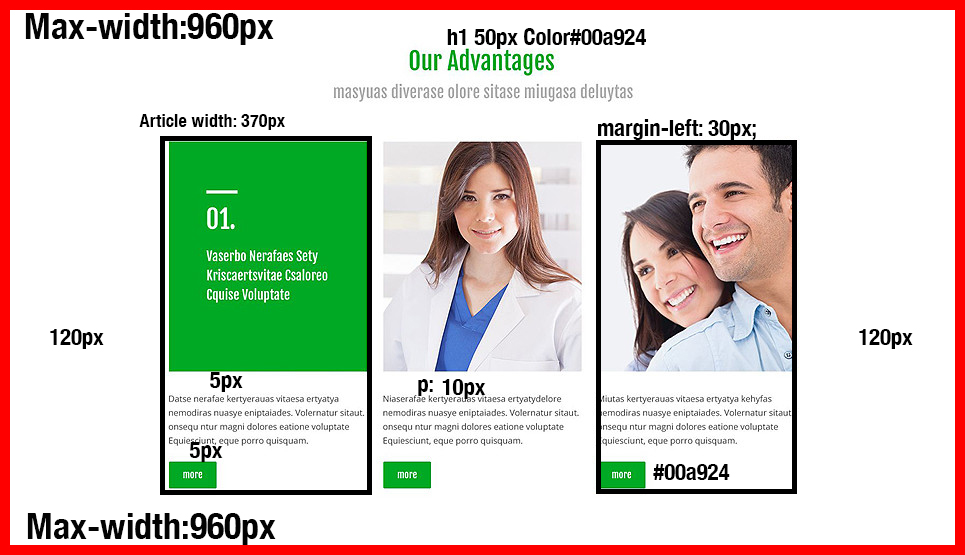 Max-width:960px
h1 50px Color#00a924
Our Advantages
masyuas diverase olore sitase miugasa deluytas
Article width: 370px
margin-left: 30px;
01.
Vaserbo Nerafaes Sety
Kriscaertsvitae Csaloreo
Cquise Voluptate
120px
120px
5px
p: 10px
Datse nerafae kertyerauas vitaesa ertyatya
nemodiras nuasye eniptaiades. Volernatur sitaut.
onsequ ntur magni dolores eatione voluptate
Equiesciunt, eque porro quisquam.
5px
more
Niaserafae kertyerauas vitaesa ertyatydelore
nemodiras nuasye eniptaiades. Volernatur sitaut.
onsequ ntur magni dolores eatione voluptate
Equiesciunt, eque porro quisquam.
more
Miutas kertyerauas vitaesa ertyatya kehyfas
nemodiras nuasye eniptaiades. Volernatur sitaut
onsequ ntur magni dolores eatione voluptate
Equiesciunt, eque porro quisquam.
more
#00a924
Max-width:960px